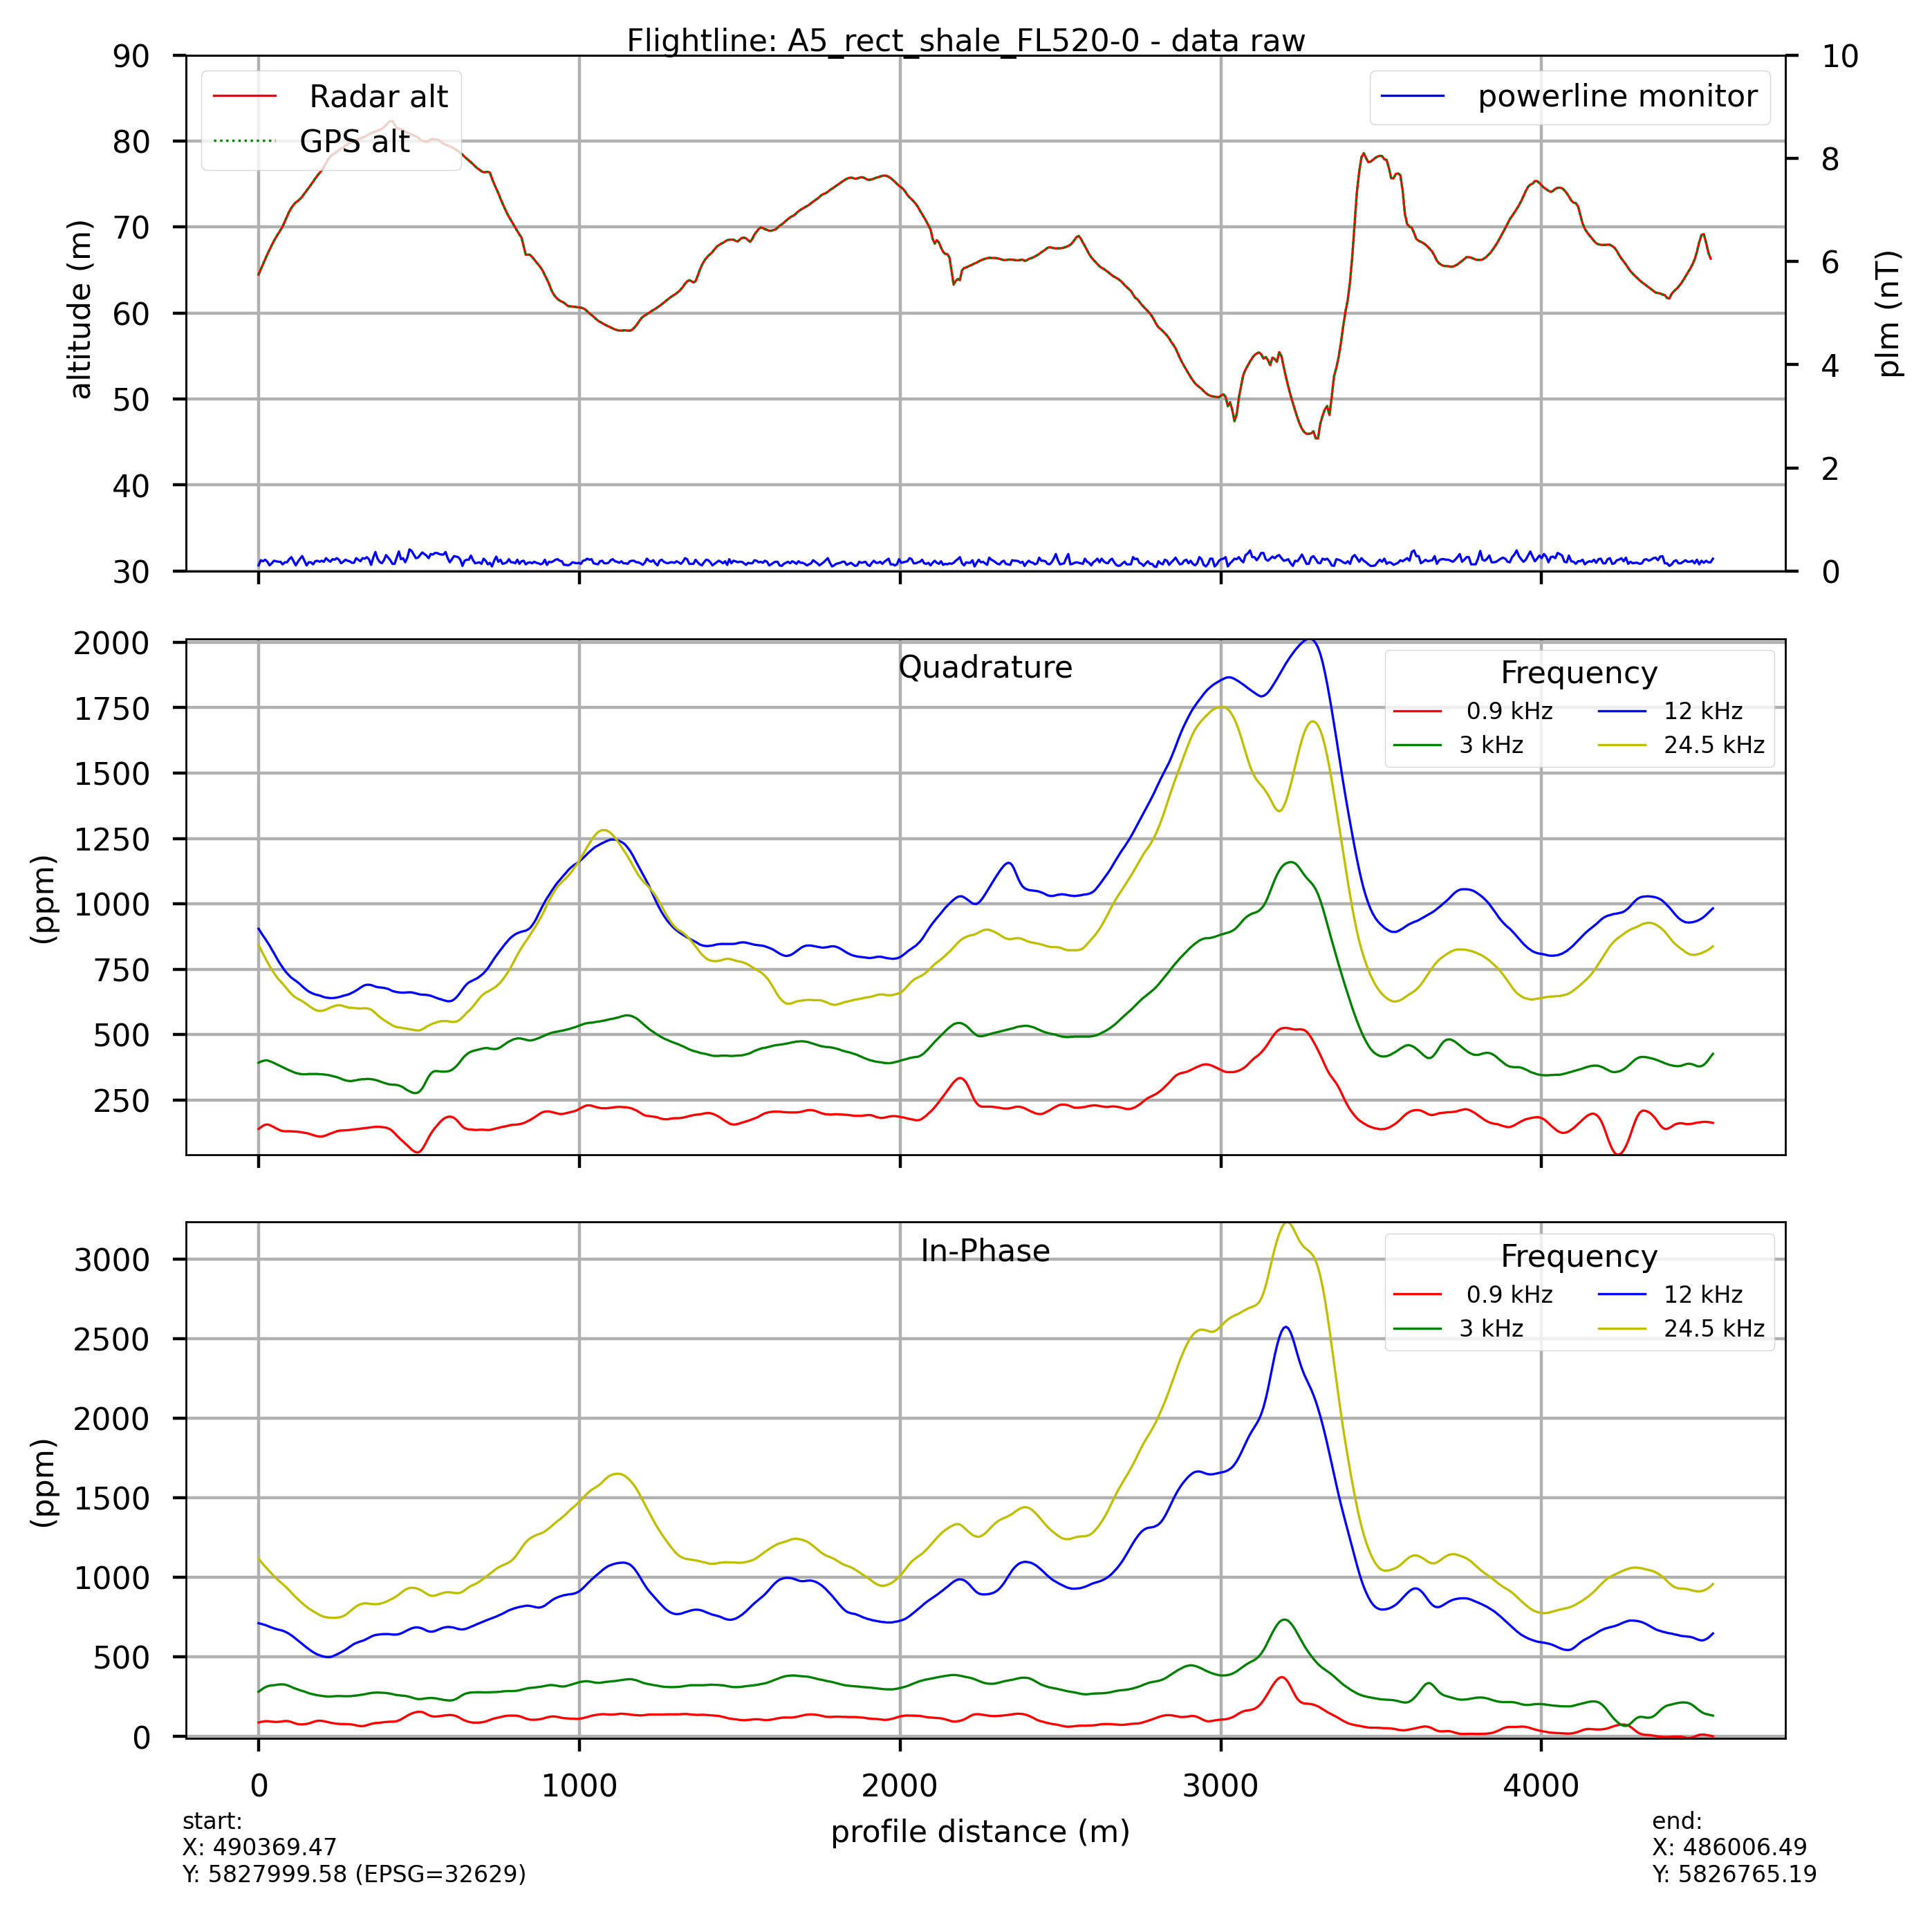 Flightline: A5_rect_shale_FL520-0 - data raw
90
80
70
60
50
40
30
altitude (m)
Radar alt
GPS alt
powerline monitor
10
8
6
4
2
0
plm (nT)
Quadrature
2000
1750
1500
1250
1000
750
500
250
(ppm)
Frequency
0.9 kHz 12 kHz
3 kHz 24.5 kHz
In-Phase
3000
2500
2000
1500
1000
500
0
(ppm)
Frequency
0.9 kHz 12 kHz
3 kHz 24.5 kHz
0 1000 2000 3000 4000
profile distance (m)
start:
X: 490369.47
Y: 5827999.58 (EPSG=32629)
end:
X: 486006.49
Y: 5826765.19